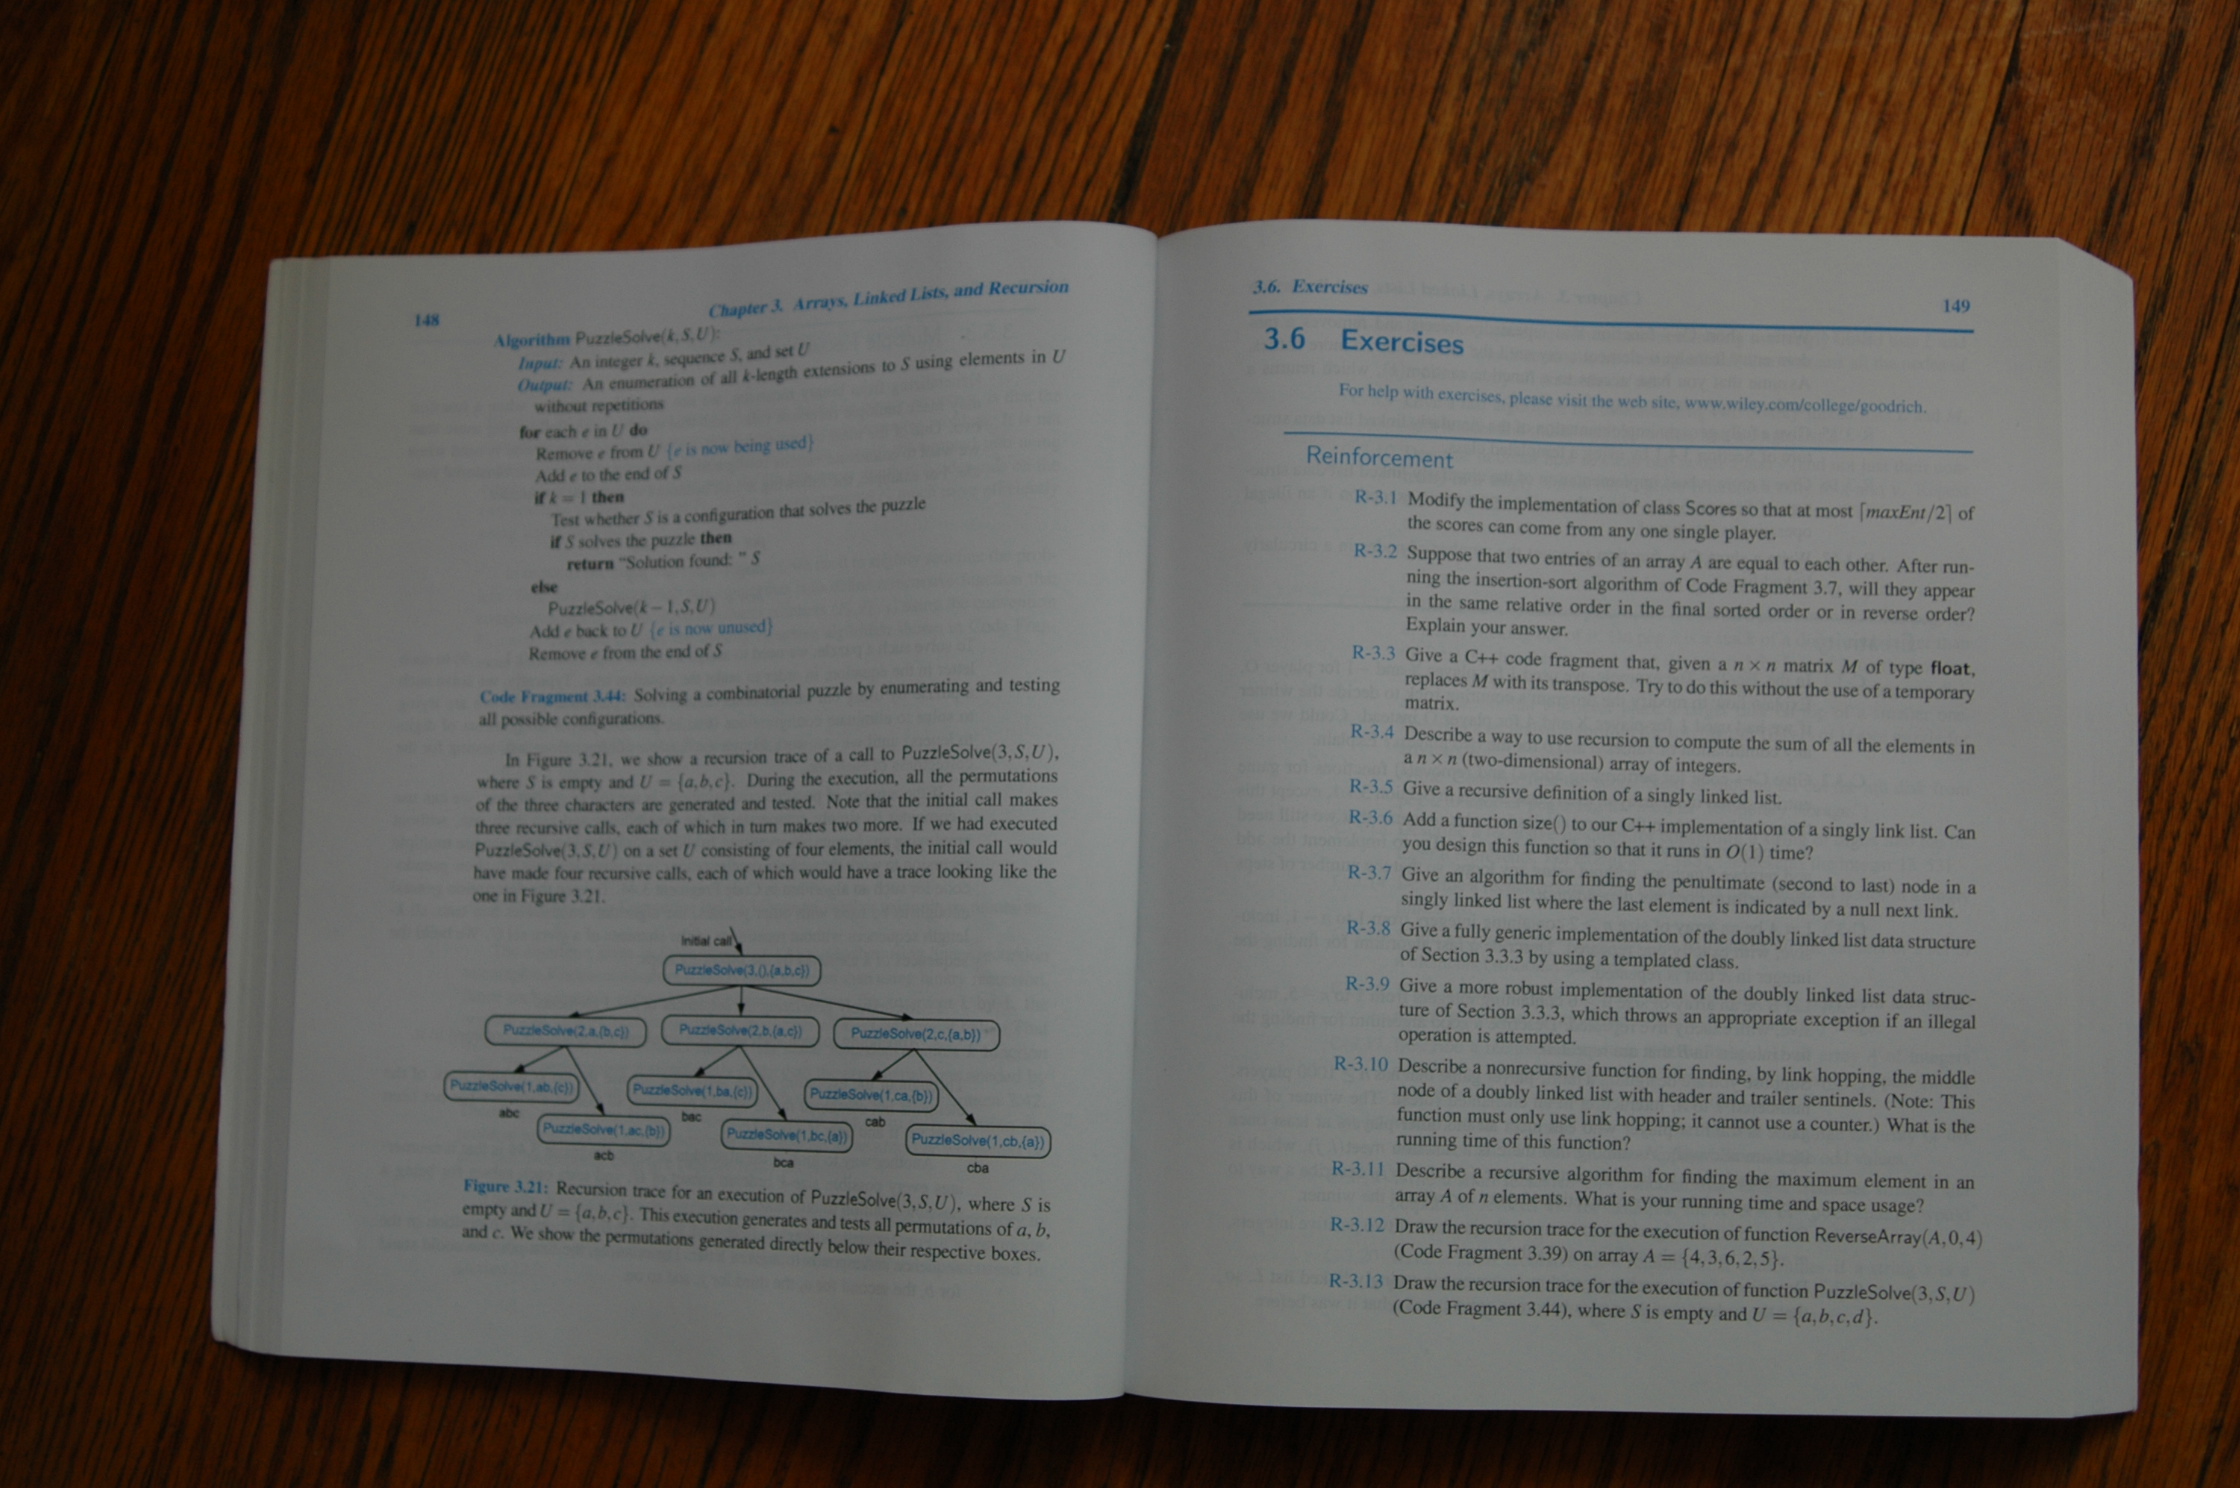 148
Chapter 3. Arrays, Linked Lists, and Recursion
Algorithm PuzzleSolve(k,S,U):
Input: An integer k, sequence S, and set U
Output: An enumeration of all k-length extensions to S using elements in U
without repetitions
for each e in U do
Remove e from U {e is now being used}
Add e to the end of S
if k = 1 then
Test whether S is a configuration that solves the puzzle
if S solves the puzzle then
return "Solution found: " S
else
PuzzleSolve(k − 1,S,U)
Add e back to U {e is now unused}
Remove e from the end of S
Code Fragment 3.44: Solving a combinatorial puzzle by enumerating and testing
all possible configurations.
In Figure 3.21, we show a recursion trace of a call to PuzzleSolve(3,S,U),
where S is empty and U = {a,b,c}. During the execution, all the permutations
of the three characters are generated and tested. Note that the initial call makes
three recursive calls, each of which in turn makes two more. If we had executed
PuzzleSolve(3,S,U) on a set U consisting of four elements, the initial call would
have made four recursive calls, each of which would have a trace looking like the
one in Figure 3.21.
Initial call
PuzzleSolve(3,(),{a,b,c})
PuzzleSolve(2,a,{b,c})
PuzzleSolve(2,b,{a,c})
PuzzleSolve(2,c,{a,b})
PuzzleSolve(1,ab,{c})
PuzzleSolve(1,ba,{c})
PuzzleSolve(1,ca,{b})
abc
bac
cab
PuzzleSolve(1,ac,{b})
PuzzleSolve(1,bc,{a})
PuzzleSolve(1,cb,{a})
acb
bca
cba
Figure 3.21: Recursion trace for an execution of PuzzleSolve(3,S,U), where S is
empty and U = {a,b,c}. This execution generates and tests all permutations of a, b,
and c. We show the permutations generated directly below their respective boxes.
3.6. Exercises
149
3.6 Exercises
For help with exercises, please visit the web site, www.wiley.com/college/goodrich.
Reinforcement
R-3.1 Modify the implementation of class Scores so that at most ⌈maxEnt/2⌉ of
the scores can come from any one single player.
R-3.2 Suppose that two entries of an array A are equal to each other. After run-
ning the insertion-sort algorithm of Code Fragment 3.7, will they appear
in the same relative order in the final sorted order or in reverse order?
Explain your answer.
R-3.3 Give a C++ code fragment that, given a n × n matrix M of type float,
replaces M with its transpose. Try to do this without the use of a temporary
matrix.
R-3.4 Describe a way to use recursion to compute the sum of all the elements in
a n × n (two-dimensional) array of integers.
R-3.5 Give a recursive definition of a singly linked list.
R-3.6 Add a function size() to our C++ implementation of a singly link list. Can
you design this function so that it runs in O(1) time?
R-3.7 Give an algorithm for finding the penultimate (second to last) node in a
singly linked list where the last element is indicated by a null next link.
R-3.8 Give a fully generic implementation of the doubly linked list data structure
of Section 3.3.3 by using a templated class.
R-3.9 Give a more robust implementation of the doubly linked list data struc-
ture of Section 3.3.3, which throws an appropriate exception if an illegal
operation is attempted.
R-3.10 Describe a nonrecursive function for finding, by link hopping, the middle
node of a doubly linked list with header and trailer sentinels. (Note: This
function must only use link hopping; it cannot use a counter.) What is the
running time of this function?
R-3.11 Describe a recursive algorithm for finding the maximum element in an
array A of n elements. What is your running time and space usage?
R-3.12 Draw the recursion trace for the execution of function ReverseArray(A,0,4)
(Code Fragment 3.39) on array A = {4,3,6,2,5}.
R-3.13 Draw the recursion trace for the execution of function PuzzleSolve(3,S,U)
(Code Fragment 3.44), where S is empty and U = {a,b,c,d}.